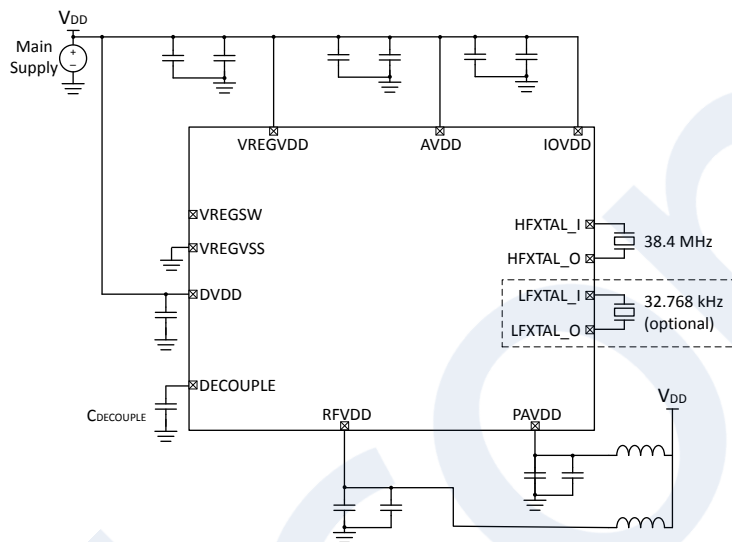 VDD
Main
Supply
+
−
VREGVDD
AVDD
IOVDD
VREGSW
HFXTAL_I
VREGVSS
38.4 MHz
HFXTAL_O
DVDD
LFXTAL_I
32.768 kHz
(optional)
LFXTAL_O
DECOUPLE
CDECOUPLE
RFVDD
PAVDD
VDD